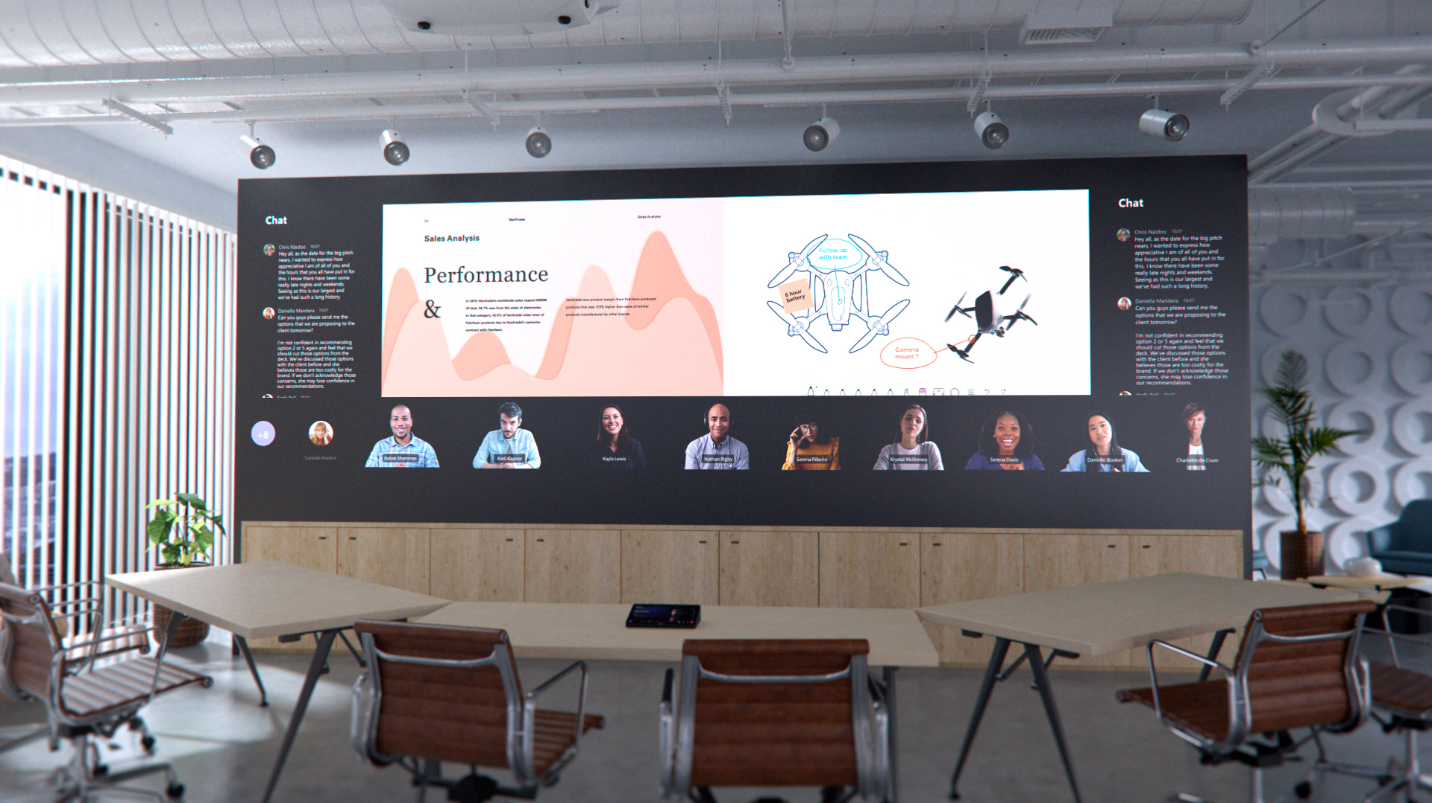 Chat
Chris Naidoo
Hey all, as the date for the big pitch
nears, I wanted to express how
appreciative I am of all of you and
the hours that you all have put in for
this. I know there have been some
really late nights and weekends.
Seeing as this is our largest and
we've had such a long history.
Daniella Mandera
Can you guys please send me the
options that we are proposing to the
client tomorrow?
I'm not confident in recommending
option 2 or 5 again and feel that we
should cut those options from the
deck. We've discussed those options
with the client before and she
believes those are too costly for the
brand. If we don't acknowledge those
concerns, she may lose confidence in
our recommendations.
Sales Analysis
Sales Analysis
Performance
&
products manufactured by other brands.
Follow up
with team
6 hour
battery
Camera
mount ?
Chat
Chris Naidoo
Hey all, as the date for the big pitch
nears, I wanted to express how
appreciative I am of all of you and
the hours that you all have put in for
this. I know there have been some
really late nights and weekends.
Seeing as this is our largest and
we've had such a long history.
Daniella Mandera
Can you guys please send me the
options that we are proposing to the
client tomorrow?
I'm not confident in recommending
option 2 or 5 again and feel that we
should cut those options from the
deck. We've discussed those options
with the client before and she
believes those are too costly for the
brand. If we don't acknowledge those
concerns, she may lose confidence in
our recommendations.
+8
Daniella Mandera
Kapoor
Kayla Lewis
Nathan Rigby
Serena Ribeiro
Krystal McKinney
Serena Davis
Danielle Booker
Charlotte de Crum